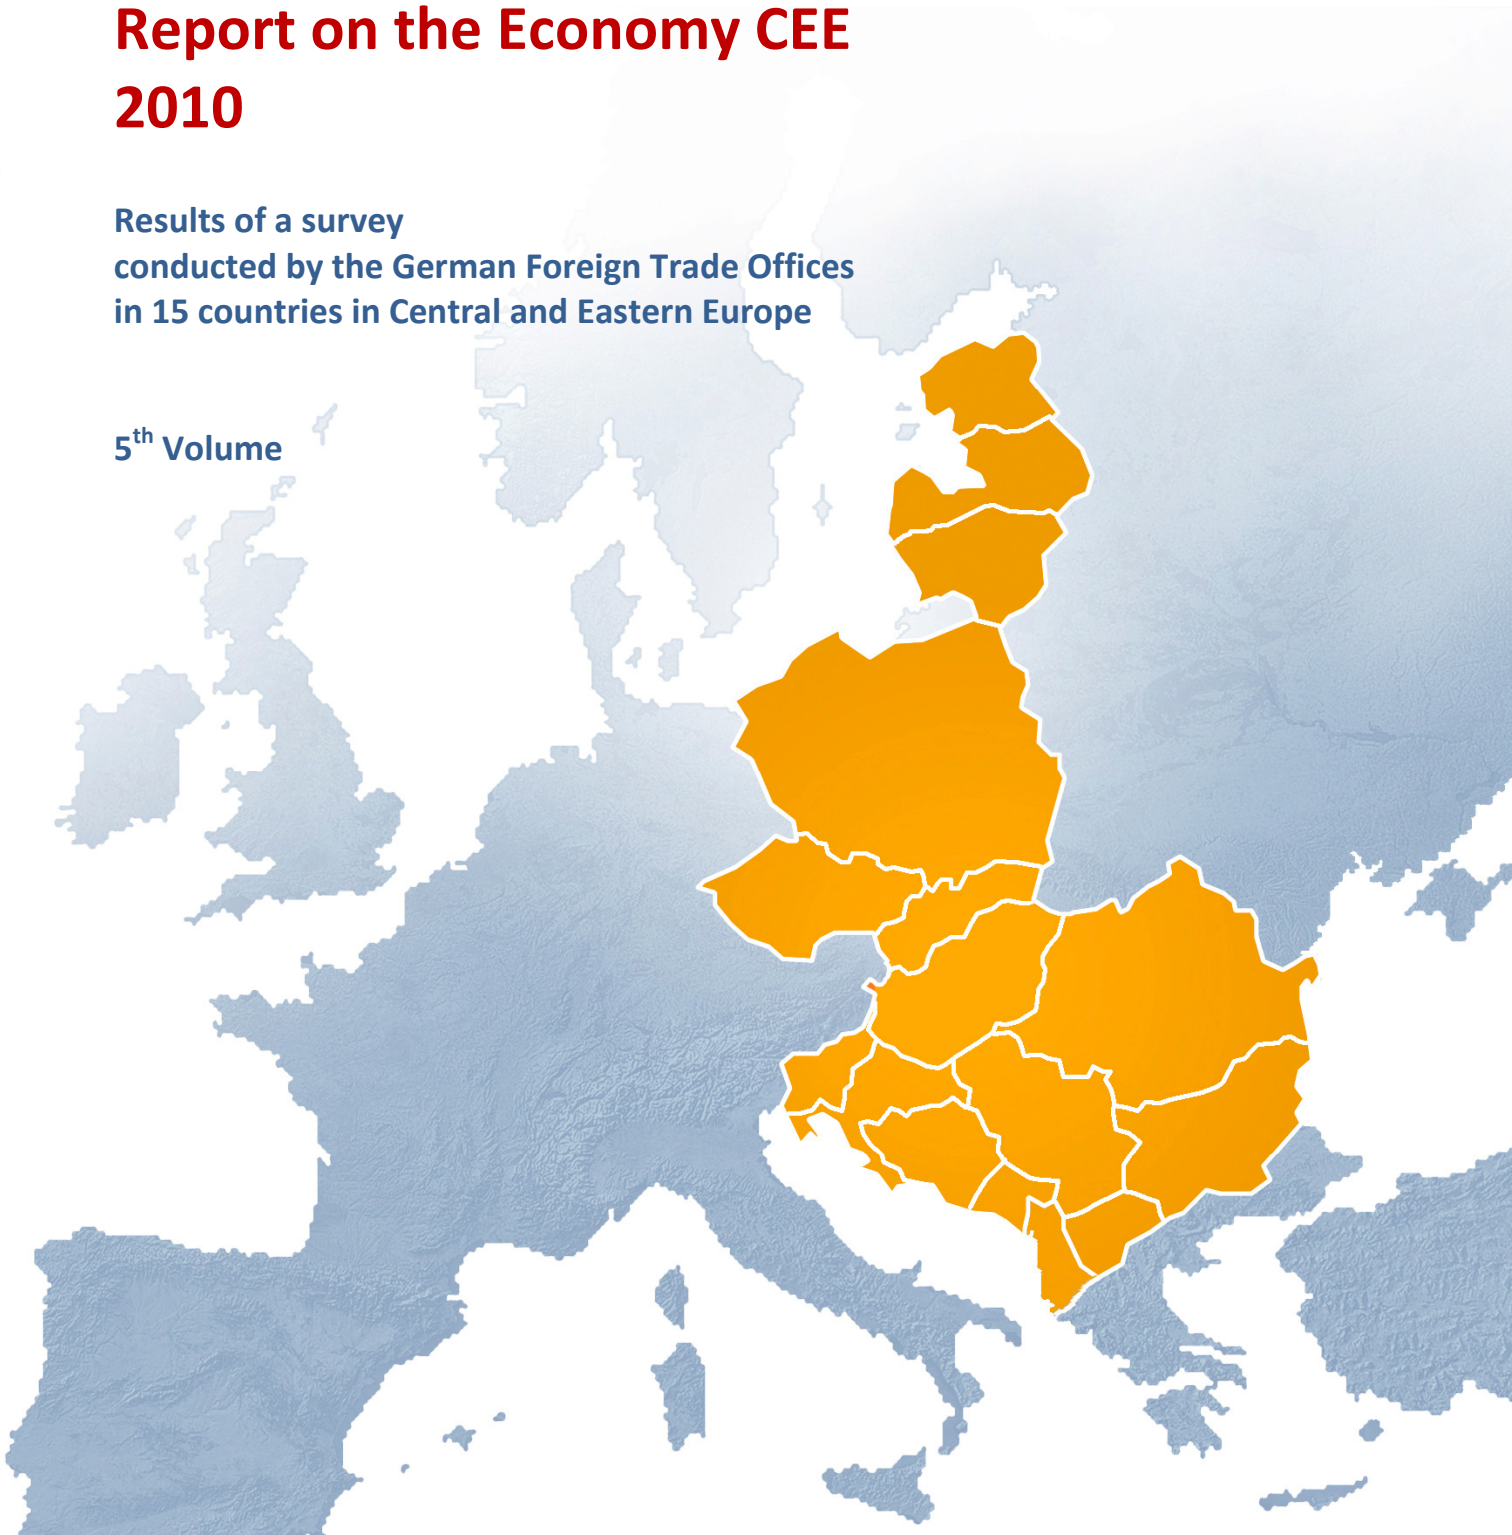 Report on the Economy CEE
2010
Results of a survey
conducted by the German Foreign Trade Offices
in 15 countries in Central and Eastern Europe
5th Volume